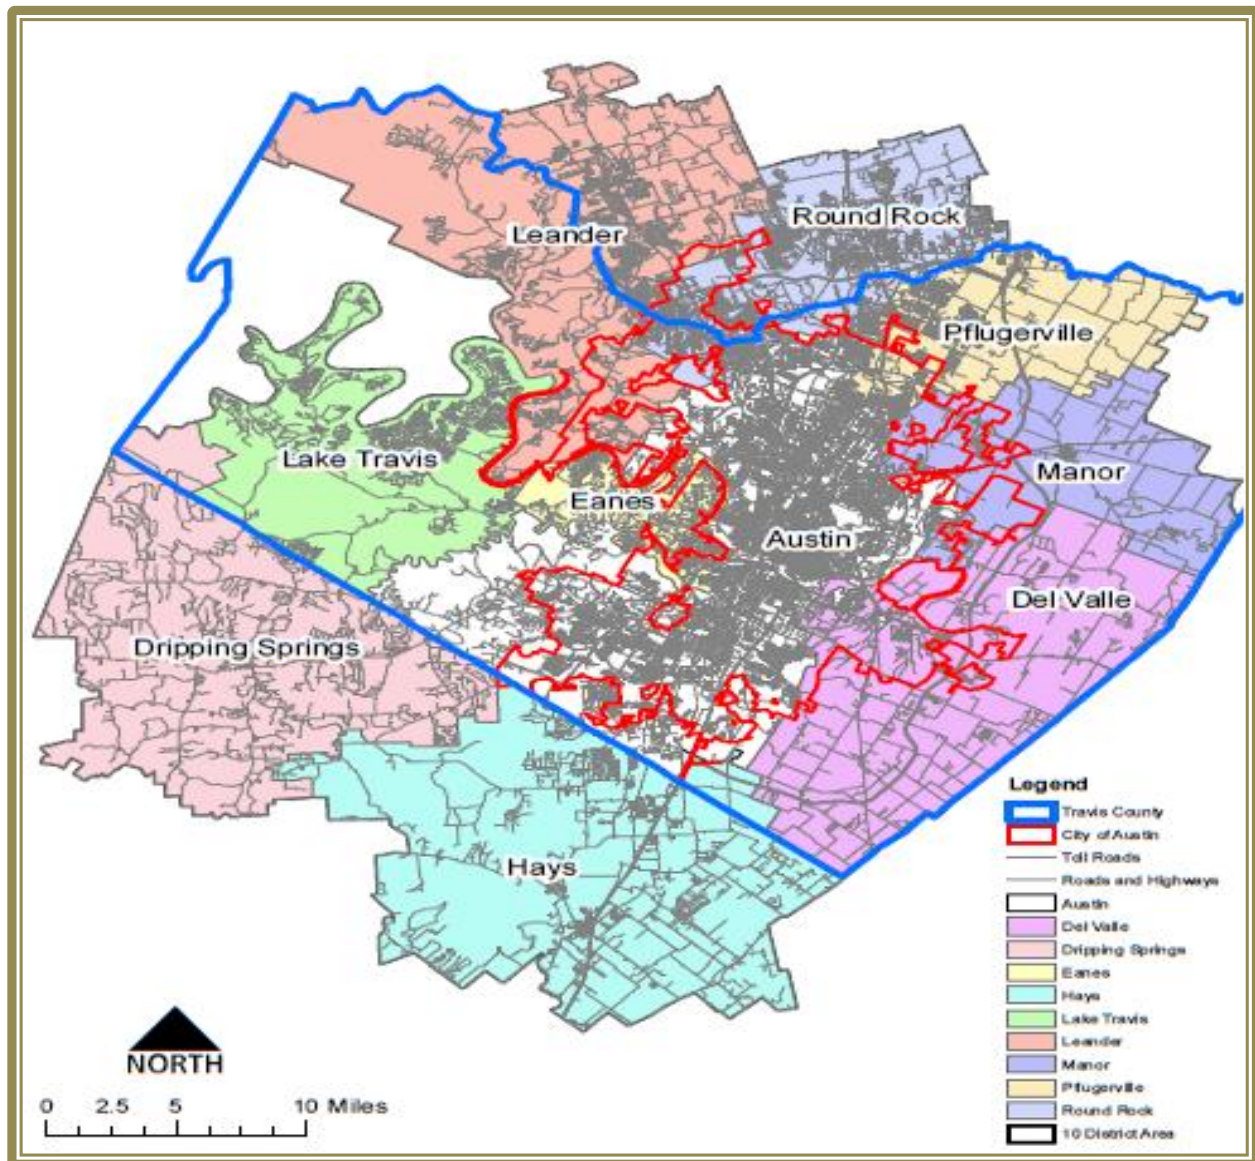 Leander
Round Rock
Pflugerville
Lake Travis
Eanes
Manor
Austin
Del Valle
Dripping Springs
Hays
Legend
Travis County
City of Austin
Toll Roads
Roads and Highways
Austin
Del Valle
Dripping Springs
Eanes
Hays
Lake Travis
Leander
Manor
Pflugerville
Round Rock
10 District Area
NORTH
0 2.5 5 10 Miles